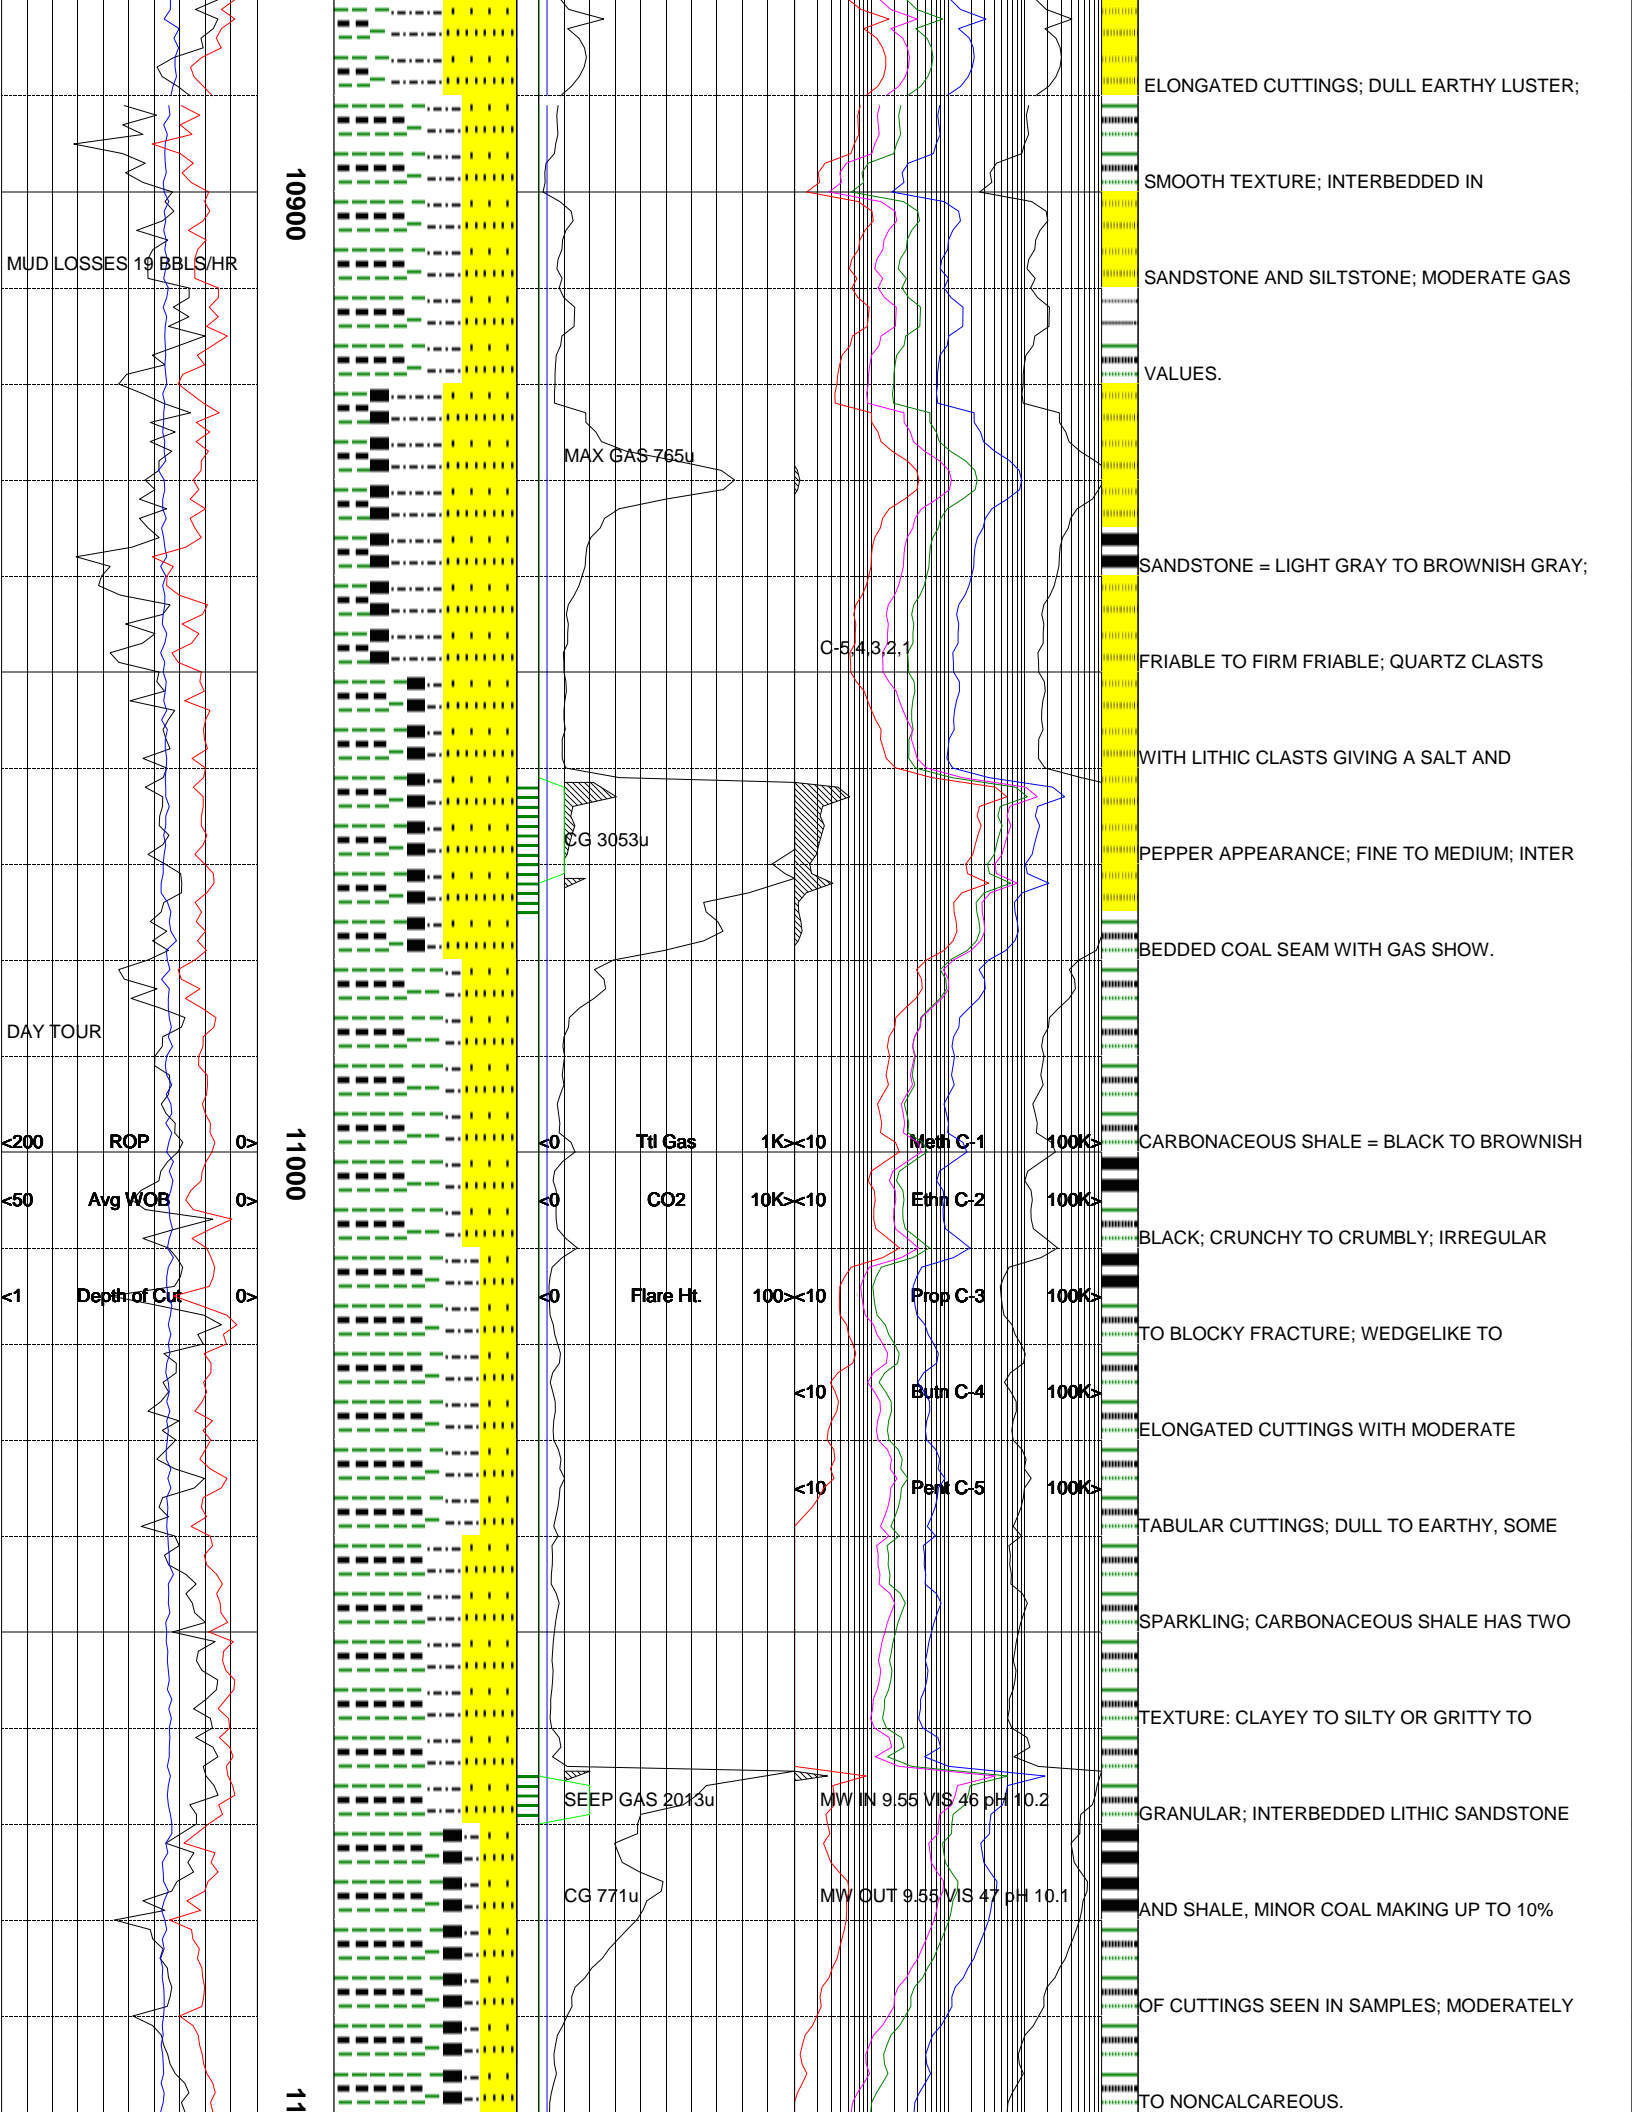 ELONGATED CUTTINGS; DULL EARTHY LUSTER;
SMOOTH TEXTURE; INTERBEDDED IN
10900
MUD LOSSES 19 BBLS/HR
SANDSTONE AND SILTSTONE; MODERATE GAS
VALUES.
MAX GAS 765u
SANDSTONE = LIGHT GRAY TO BROWNISH GRAY;
C-5,4,3,2,1
FRIABLE TO FIRM FRIABLE; QUARTZ CLASTS
WITH LITHIC CLASTS GIVING A SALT AND
CG 3053u
PEPPER APPEARANCE; FINE TO MEDIUM; INTER
BEDDED COAL SEAM WITH GAS SHOW.
DAY TOUR
<200 ROP 0>
11000
<0 Ttl Gas 1K>
<10 Meth C-1 100K>
CARBONACEOUS SHALE = BLACK TO BROWNISH
<50 Avg WOB 0>
<0 CO2 10K>
<10 Ethn C-2 100K>
BLACK; CRUNCHY TO CRUMBLY; IRREGULAR
<1 Depth of Cut 0>
<0 Flare Ht. 100>
<10 Prop C-3 100K>
TO BLOCKY FRACTURE; WEDGELIKE TO
<10 Butn C-4 100K>
ELONGATED CUTTINGS WITH MODERATE
<10 Pent C-5 100K>
TABULAR CUTTINGS; DULL TO EARTHY, SOME
SPARKLING; CARBONACEOUS SHALE HAS TWO
TEXTURE: CLAYEY TO SILTY OR GRITTY TO
SEEP GAS 2013u
MW IN 9.55 VIS 46 pH 10.2
GRANULAR; INTERBEDDED LITHIC SANDSTONE
CG 771u
MW OUT 9.55 VIS 47 pH 10.1
AND SHALE, MINOR COAL MAKING UP TO 10%
OF CUTTINGS SEEN IN SAMPLES; MODERATELY
11
TO NONCALCAREOUS.